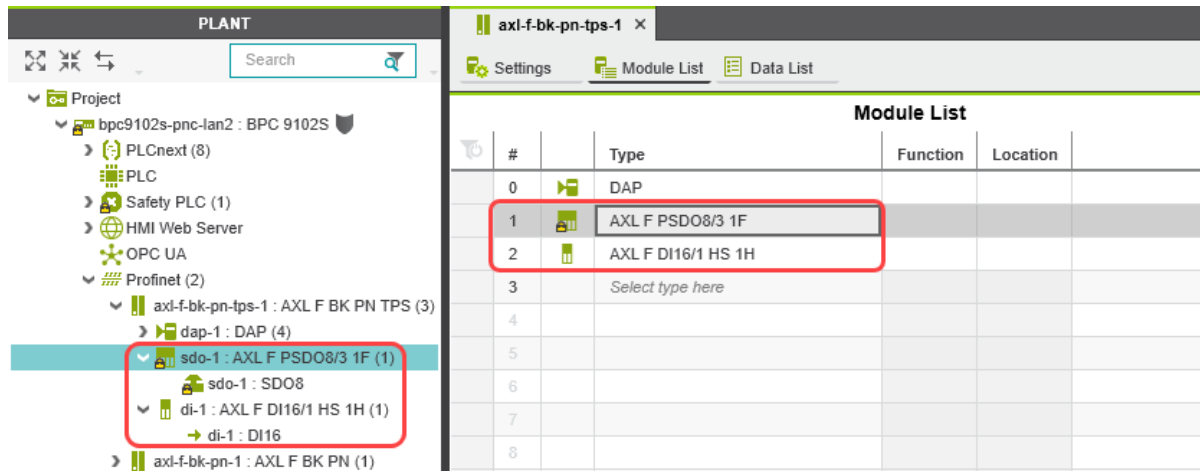 PLANT
Search
Project
bpc9102s-pnc-lan2 : BPC 9102S
PLCnext (8)
PLC
Safety PLC (1)
HMI Web Server
OPC UA
Profinet (2)
axl-f-bk-pn-tps-1 : AXL F BK PN TPS (3)
dap-1 : DAP (4)
sdo-1 : AXL F PSDO8/3 1F (1)
sdo-1 : SDO8
di-1 : AXL F DI16/1 HS 1H (1)
di-1 : DI16
axl-f-bk-pn-1 : AXL F BK PN (1)
axl-f-bk-pn-tps-1 ×
Settings Module List Data List
Module List
# Type Function Location
0 DAP
1 AXL F PSDO8/3 1F
2 AXL F DI16/1 HS 1H
3 Select type here
4
5
6
7
8